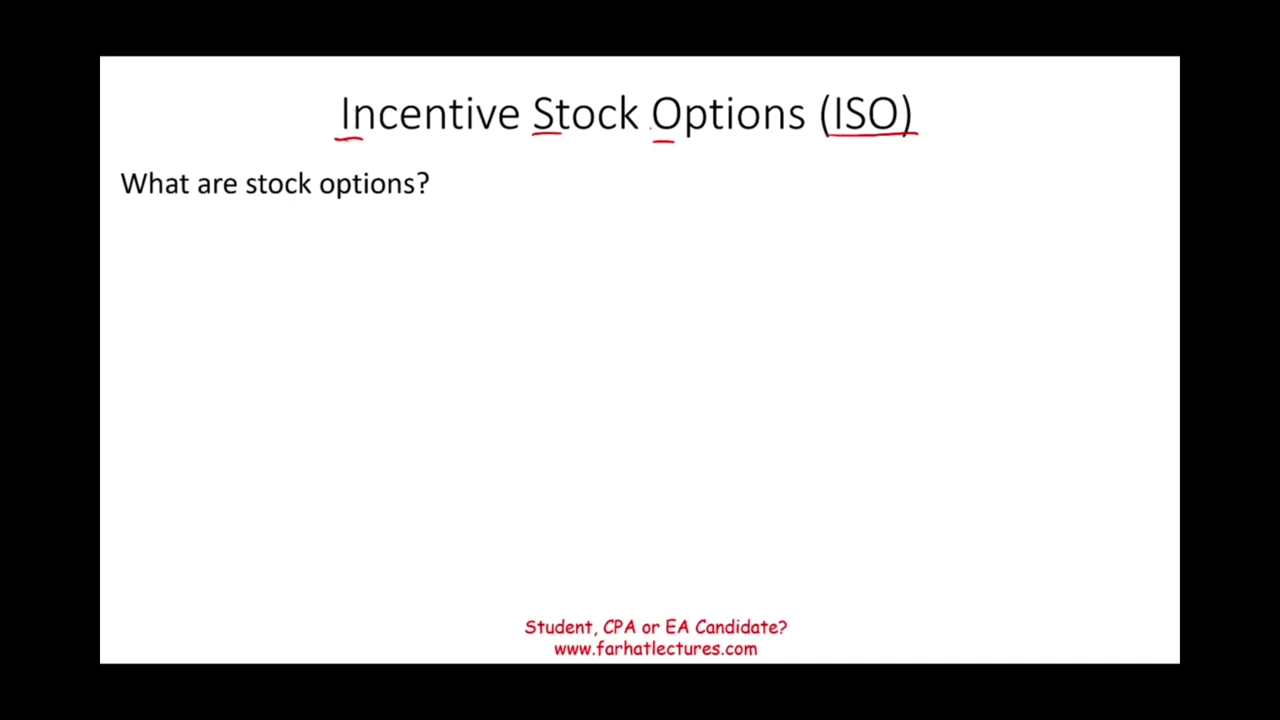 Incentive Stock Options (ISO)
What are stock options?
Student, CPA or EA Candidate?
www.farhatlectures.com